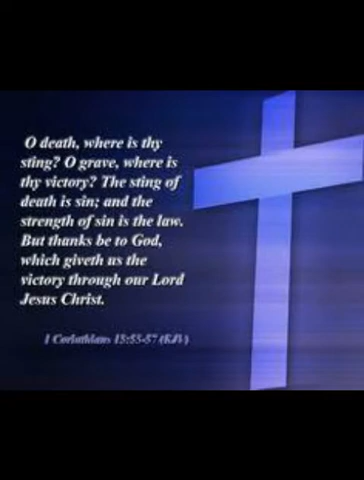 O death, where is thy
sting? O grave, where is
thy victory? The sting of
death is sin; and the
strength of sin is the law.
But thanks be to God,
which giveth us the
victory through our Lord
Jesus Christ.
1 Corinthians 15:55-57 (KJV)